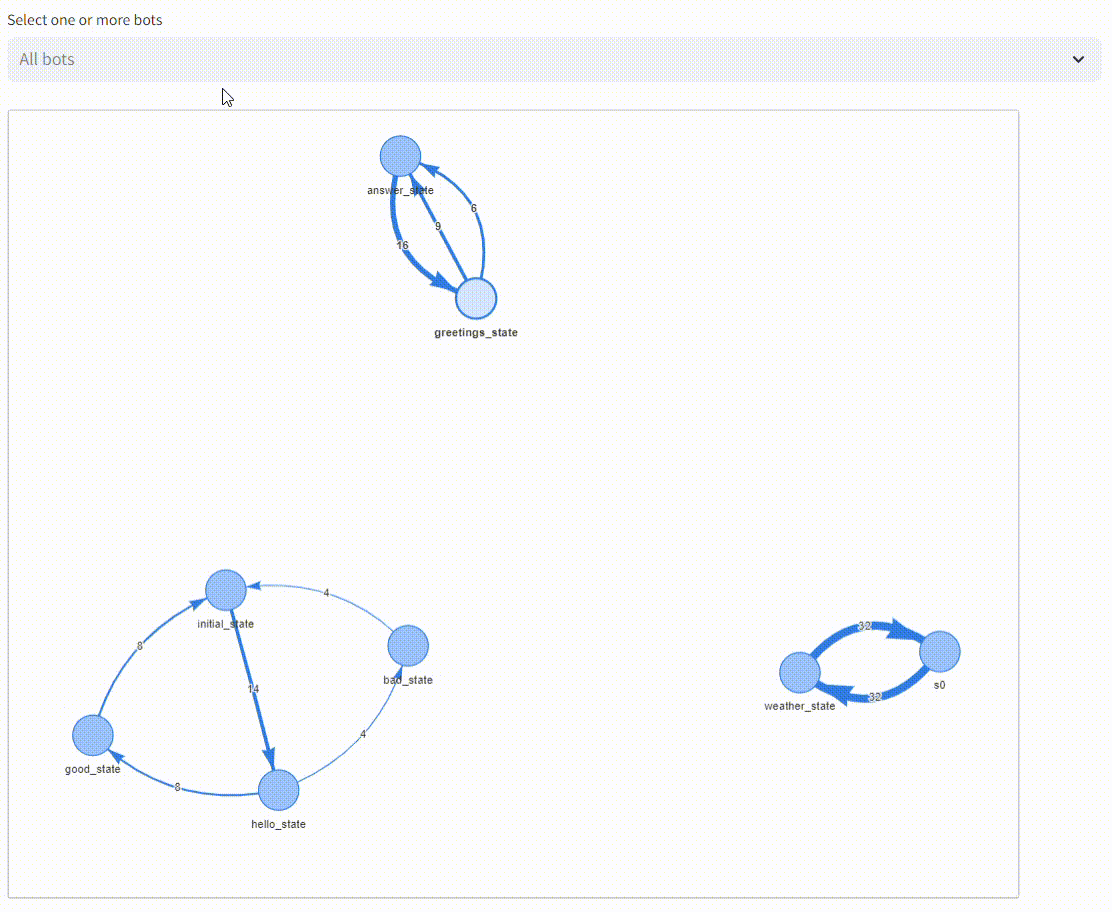 Select one or more bots
All bots
answer_state
6
9
16
greetings_state
initial_state
4
8
bad_state
14
4
good_state
8
hello_state
32
s0
32
weather_state